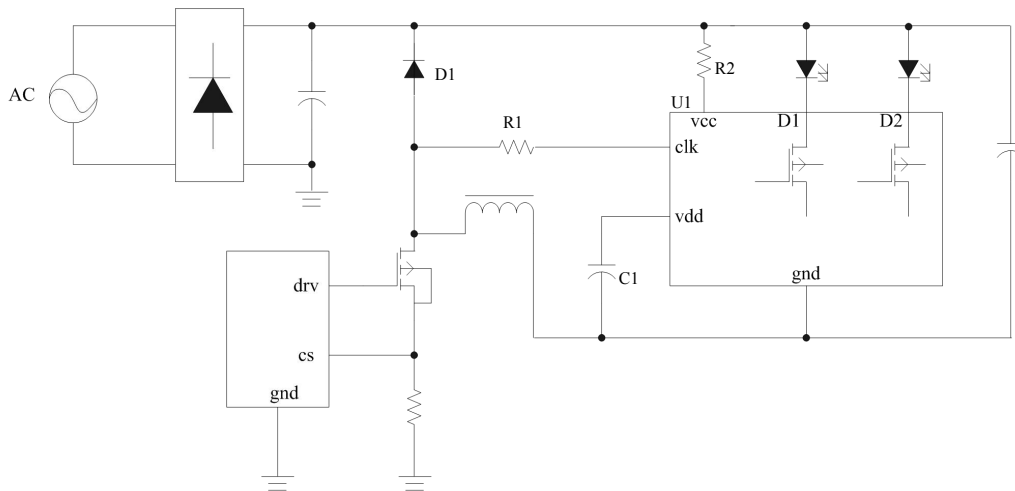 AC
D1
R1
R2
U1
vcc
D1
D2
clk
vdd
gnd
C1
drv
cs
gnd